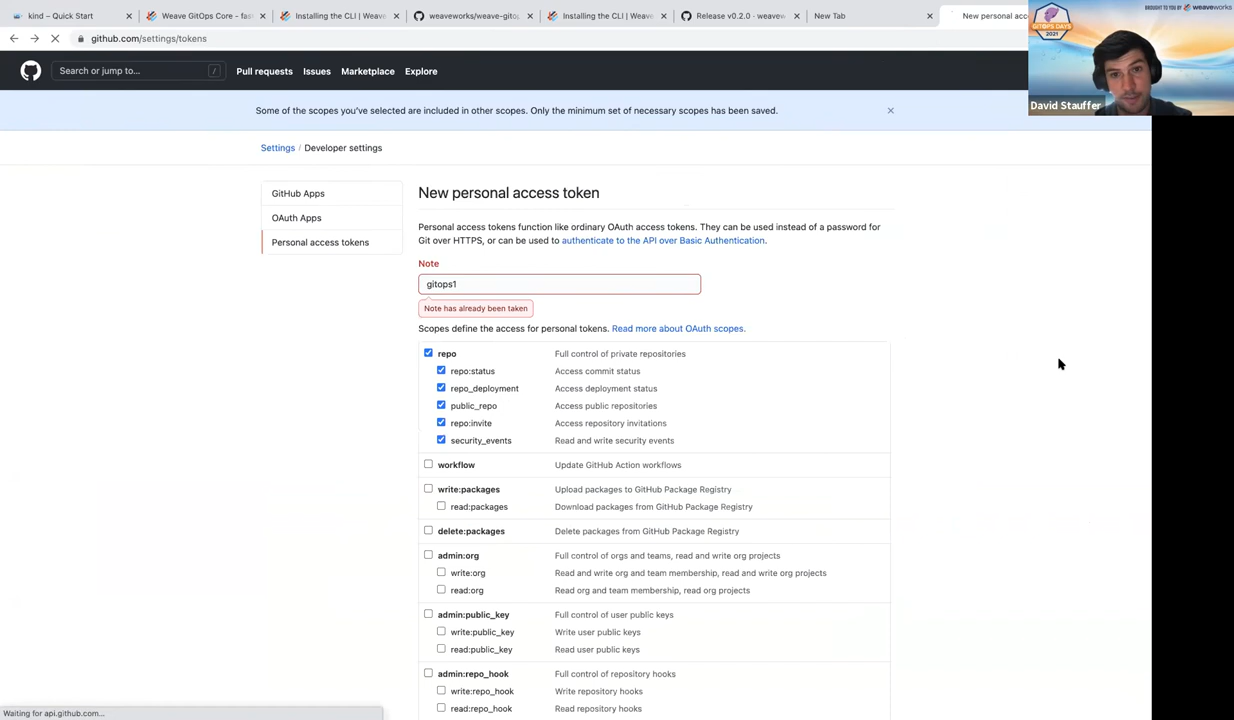 kind – Quick Start
Weave GitOps Core - fas
Installing the CLI | Weave
weaveworks/weave-gitop
Installing the CLI | Weave
Release v0.2.0 · weavew
New Tab
New personal acc
github.com/settings/tokens
BROUGHT TO YOU BY weaveworks
GITOPS DAYS
2021
David Stauffer
Search or jump to... /
Pull requests
Issues
Marketplace
Explore
Some of the scopes you've selected are included in other scopes. Only the minimum set of necessary scopes has been saved.
Settings / Developer settings
GitHub Apps
OAuth Apps
Personal access tokens
New personal access token
Personal access tokens function like ordinary OAuth access tokens. They can be used instead of a password for
Git over HTTPS, or can be used to authenticate to the API over Basic Authentication.
Note
gitops1
Note has already been taken
Scopes define the access for personal tokens. Read more about OAuth scopes.
repo Full control of private repositories
repo:status Access commit status
repo_deployment Access deployment status
public_repo Access public repositories
repo:invite Access repository invitations
security_events Read and write security events
workflow Update GitHub Action workflows
write:packages Upload packages to GitHub Package Registry
read:packages Download packages from GitHub Package Registry
delete:packages Delete packages from GitHub Package Registry
admin:org Full control of orgs and teams, read and write org projects
write:org Read and write org and team membership, read and write org projects
read:org Read org and team membership, read org projects
admin:public_key Full control of user public keys
write:public_key Write user public keys
read:public_key Read user public keys
admin:repo_hook Full control of repository hooks
write:repo_hook Write repository hooks
read:repo_hook Read repository hooks
Waiting for api.github.com...